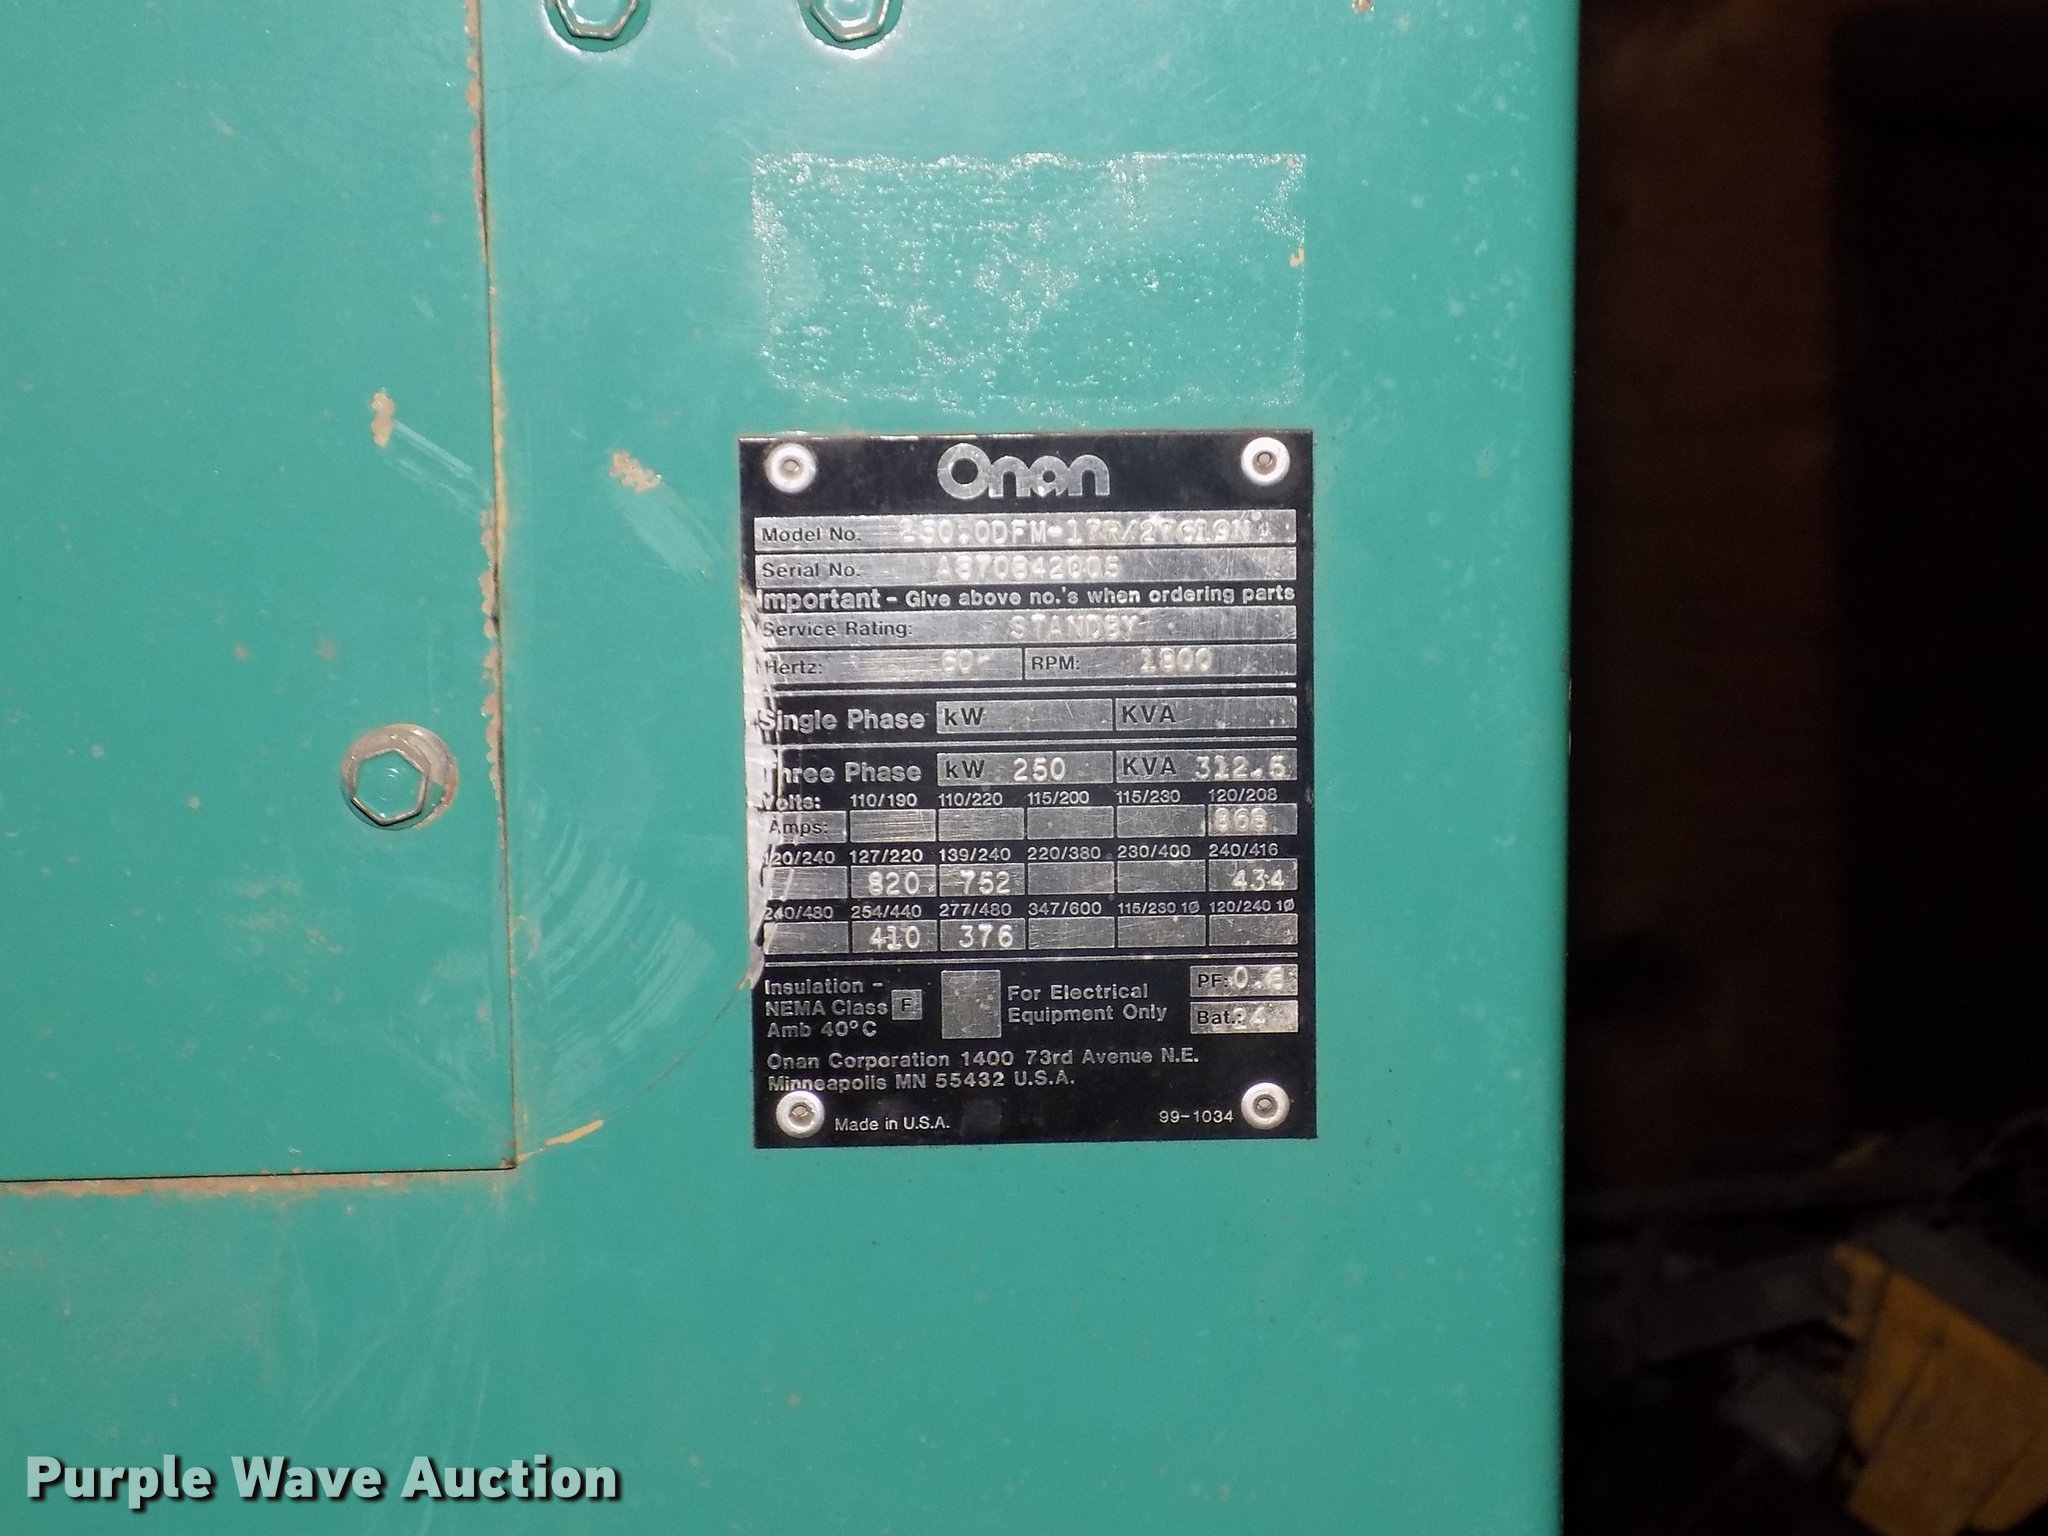 Onan
Model No. 250.0DFM-17R/27619N
Serial No. A870842005
Important - Give above no.'s when ordering parts
Service Rating: STANDBY
Hertz: 60 RPM: 1800
Single Phase kW KVA
Three Phase kW 250 KVA 312.5
Volts: 110/190 110/220 115/200 115/230 120/208
Amps: 868
120/240 127/220 139/240 220/380 230/400 240/416
820 752 434
240/480 254/440 277/480 347/600 115/230 1Ø 120/240 1Ø
410 376
Insulation - NEMA Class F Amb 40°C
For Electrical Equipment Only
PF: 
Bat.: 24
Onan Corporation 1400 73rd Avenue N.E.
Minneapolis MN 55432 U.S.A.
Made in U.S.A. 99-1034
Purple Wave Auction